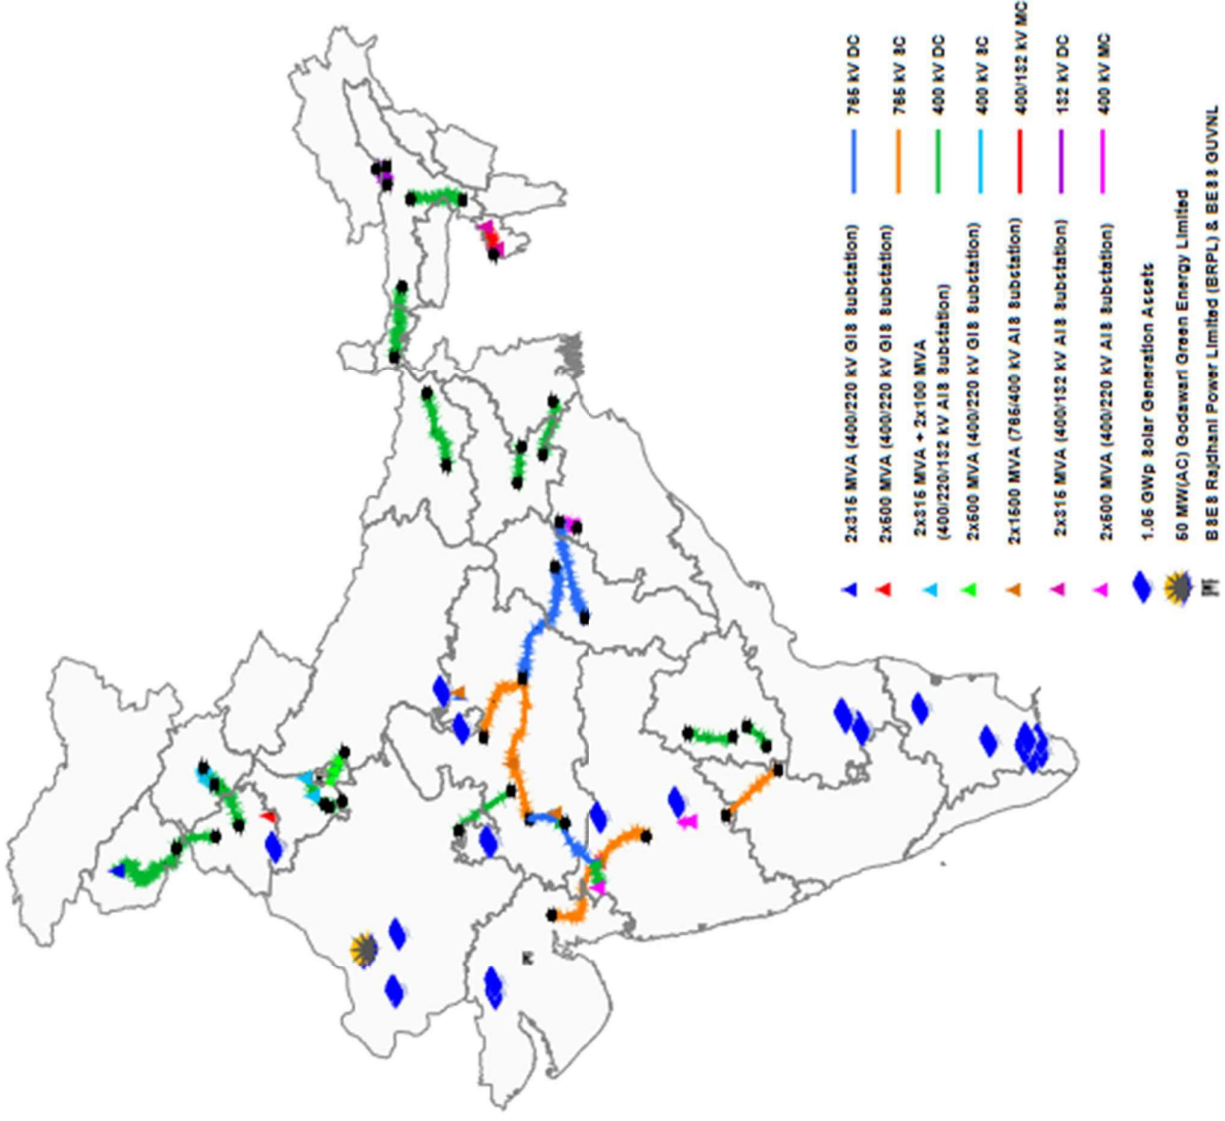 2x315 MVA (400/220 kV GIS Substation)
765 kV DC
2x500 MVA (400/220 kV GIS Substation)
765 kV SC
2x315 MVA + 2x100 MVA
(400/220/132 kV AIS Substation)
400 kV DC
2x500 MVA (400/220 kV GIS Substation)
400 kV SC
2x1500 MVA (765/400 kV AIS Substation)
400/132 kV MC
2x315 MVA (400/132 kV AIS Substation)
132 kV DC
2x500 MVA (400/220 kV AIS Substation)
400 kV MC
1.05 GWp Solar Generation Assets
50 MW(AC) Godawari Green Energy Limited
BSES Rajdhani Power Limited (BRPL) & BESS GUVNL